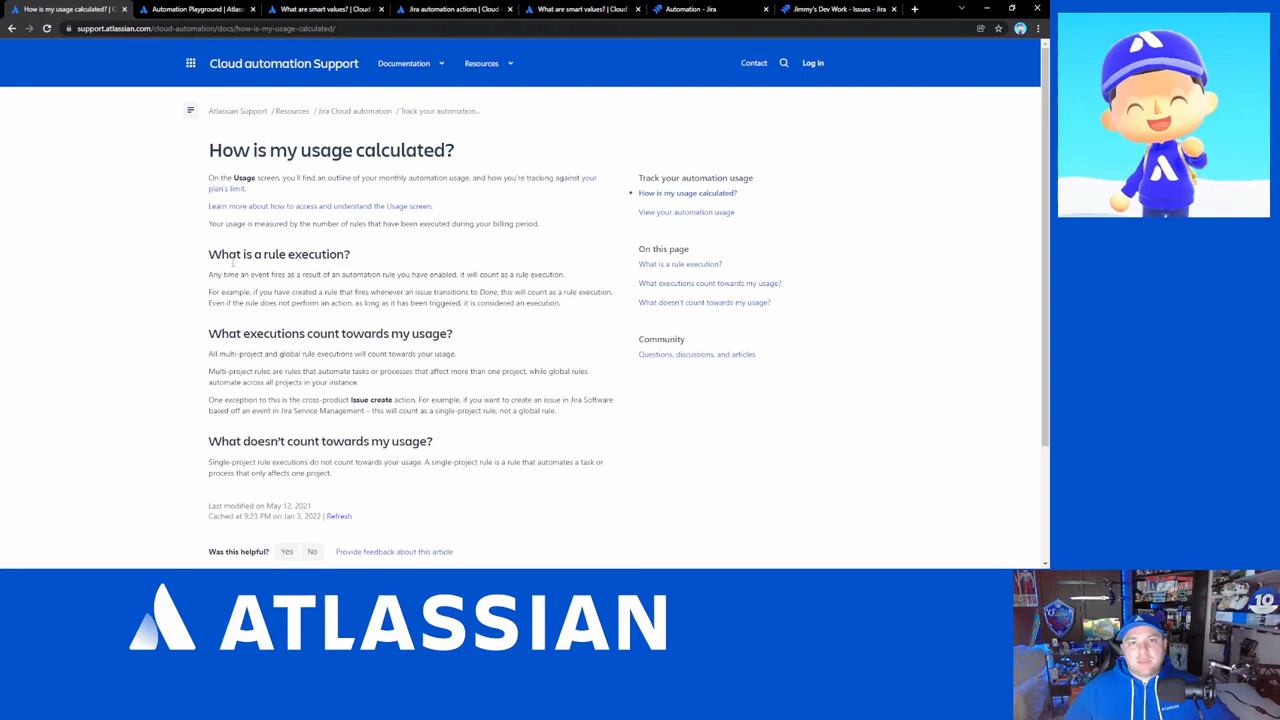 How is my usage calculated? | C
Automation Playground | Atlass
What are smart values? | Cloud
Jira automation actions | Cloud
What are smart values? | Cloud
Automation - Jira
Jimmy's Dev Work - Issues - Jira
support.atlassian.com/cloud-automation/docs/how-is-my-usage-calculated/
Cloud automation Support
Documentation
Resources
Contact
Log in
Atlassian Support / Resources / Jira Cloud automation / Track your automation...
How is my usage calculated?
On the Usage screen, you'll find an outline of your monthly automation usage, and how you're tracking against your
plan's limit.
Learn more about how to access and understand the Usage screen.
Your usage is measured by the number of rules that have been executed during your billing period.
What is a rule execution?
Any time an event fires as a result of an automation rule you have enabled, it will count as a rule execution.
For example, if you have created a rule that fires whenever an issue transitions to Done, this will count as a rule execution.
Even if the rule does not perform an action, as long as it has been triggered, it is considered an execution.
What executions count towards my usage?
All multi-project and global rule executions will count towards your usage.
Multi-project rules are rules that automate tasks or processes that affect more than one project, while global rules
automate across all projects in your instance.
One exception to this is the cross-product Issue create action. For example, if you want to create an issue in Jira Software
based off an event in Jira Service Management – this will count as a single-project rule, not a global rule.
What doesn't count towards my usage?
Single-project rule executions do not count towards your usage. A single-project rule is a rule that automates a task or
process that only affects one project.
Last modified on May 12, 2021
Cached at 9:23 PM on Jan 3, 2022 | Refresh
Was this helpful?
Yes
No
Provide feedback about this article
Track your automation usage
How is my usage calculated?
View your automation usage
On this page
What is a rule execution?
What executions count towards my usage?
What doesn't count towards my usage?
Community
Questions, discussions, and articles
ATLASSIAN